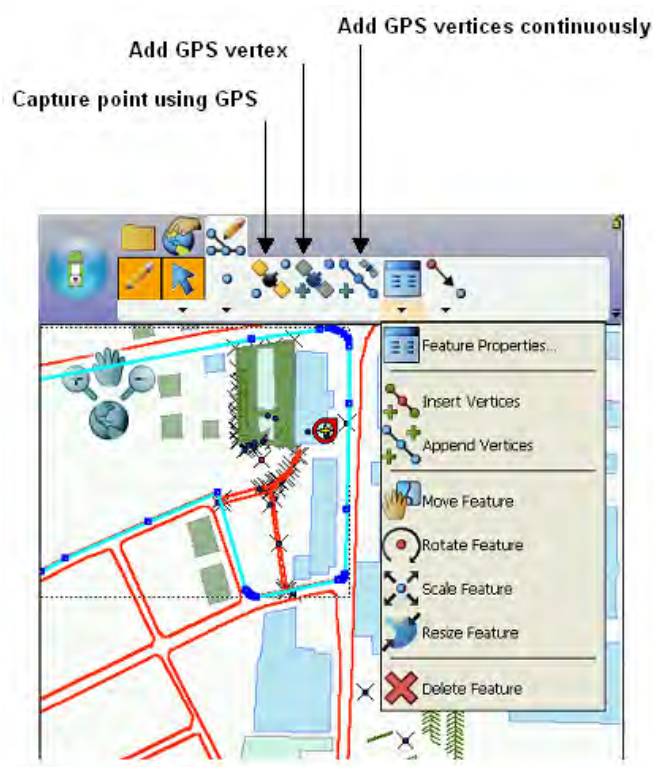 Add GPS vertices continuously
Add GPS vertex
Capture point using GPS
Feature Properties...
Insert Vertices
Append Vertices
Move Feature
Rotate Feature
Scale Feature
Resize Feature
Delete Feature